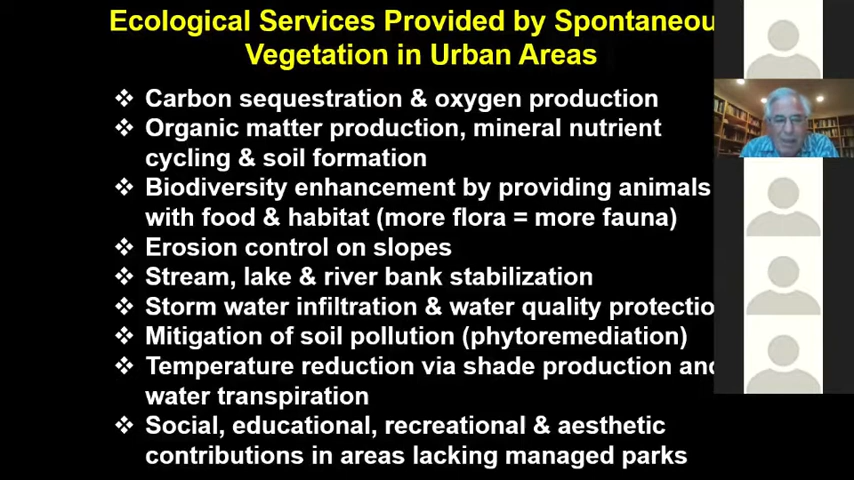 Ecological Services Provided by Spontaneou
Vegetation in Urban Areas
❖ Carbon sequestration & oxygen production
❖ Organic matter production, mineral nutrient
cycling & soil formation
❖ Biodiversity enhancement by providing animals
with food & habitat (more flora = more fauna)
❖ Erosion control on slopes
❖ Stream, lake & river bank stabilization
❖ Storm water infiltration & water quality protectio
❖ Mitigation of soil pollution (phytoremediation)
❖ Temperature reduction via shade production and
water transpiration
❖ Social, educational, recreational & aesthetic
contributions in areas lacking managed parks